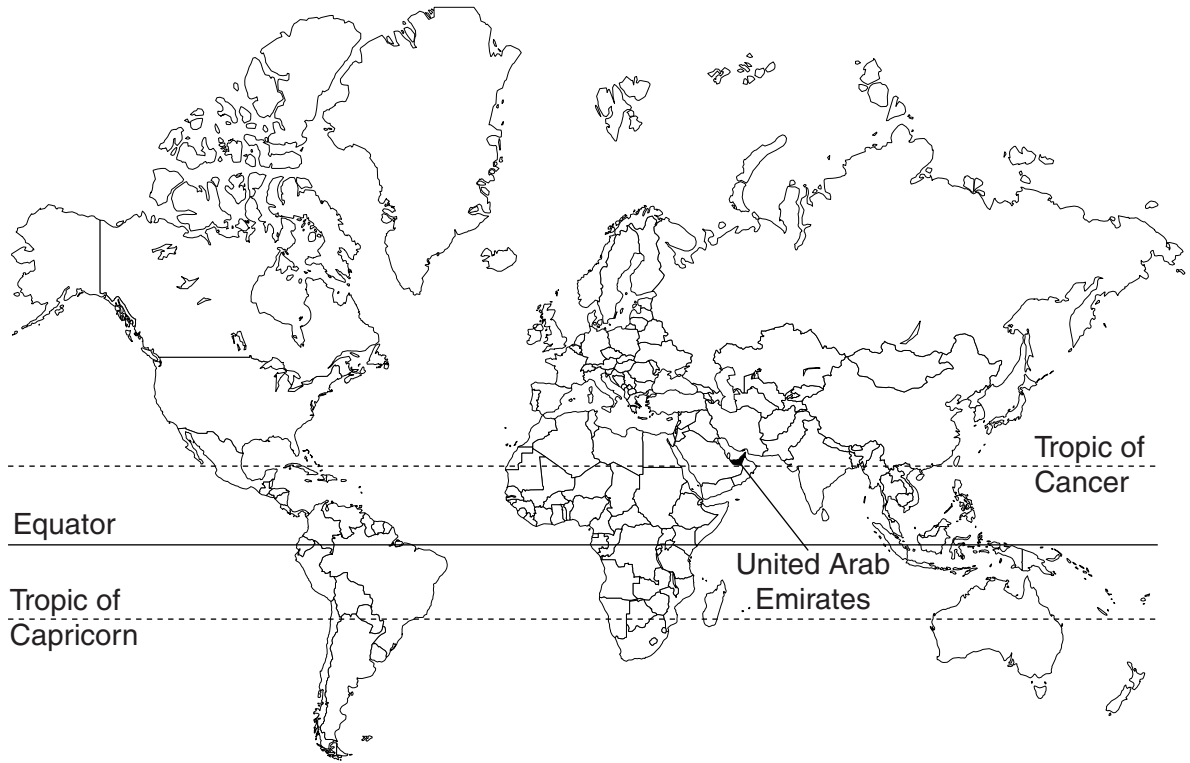 Tropic of
Cancer
Equator
United Arab
Emirates
Tropic of
Capricorn